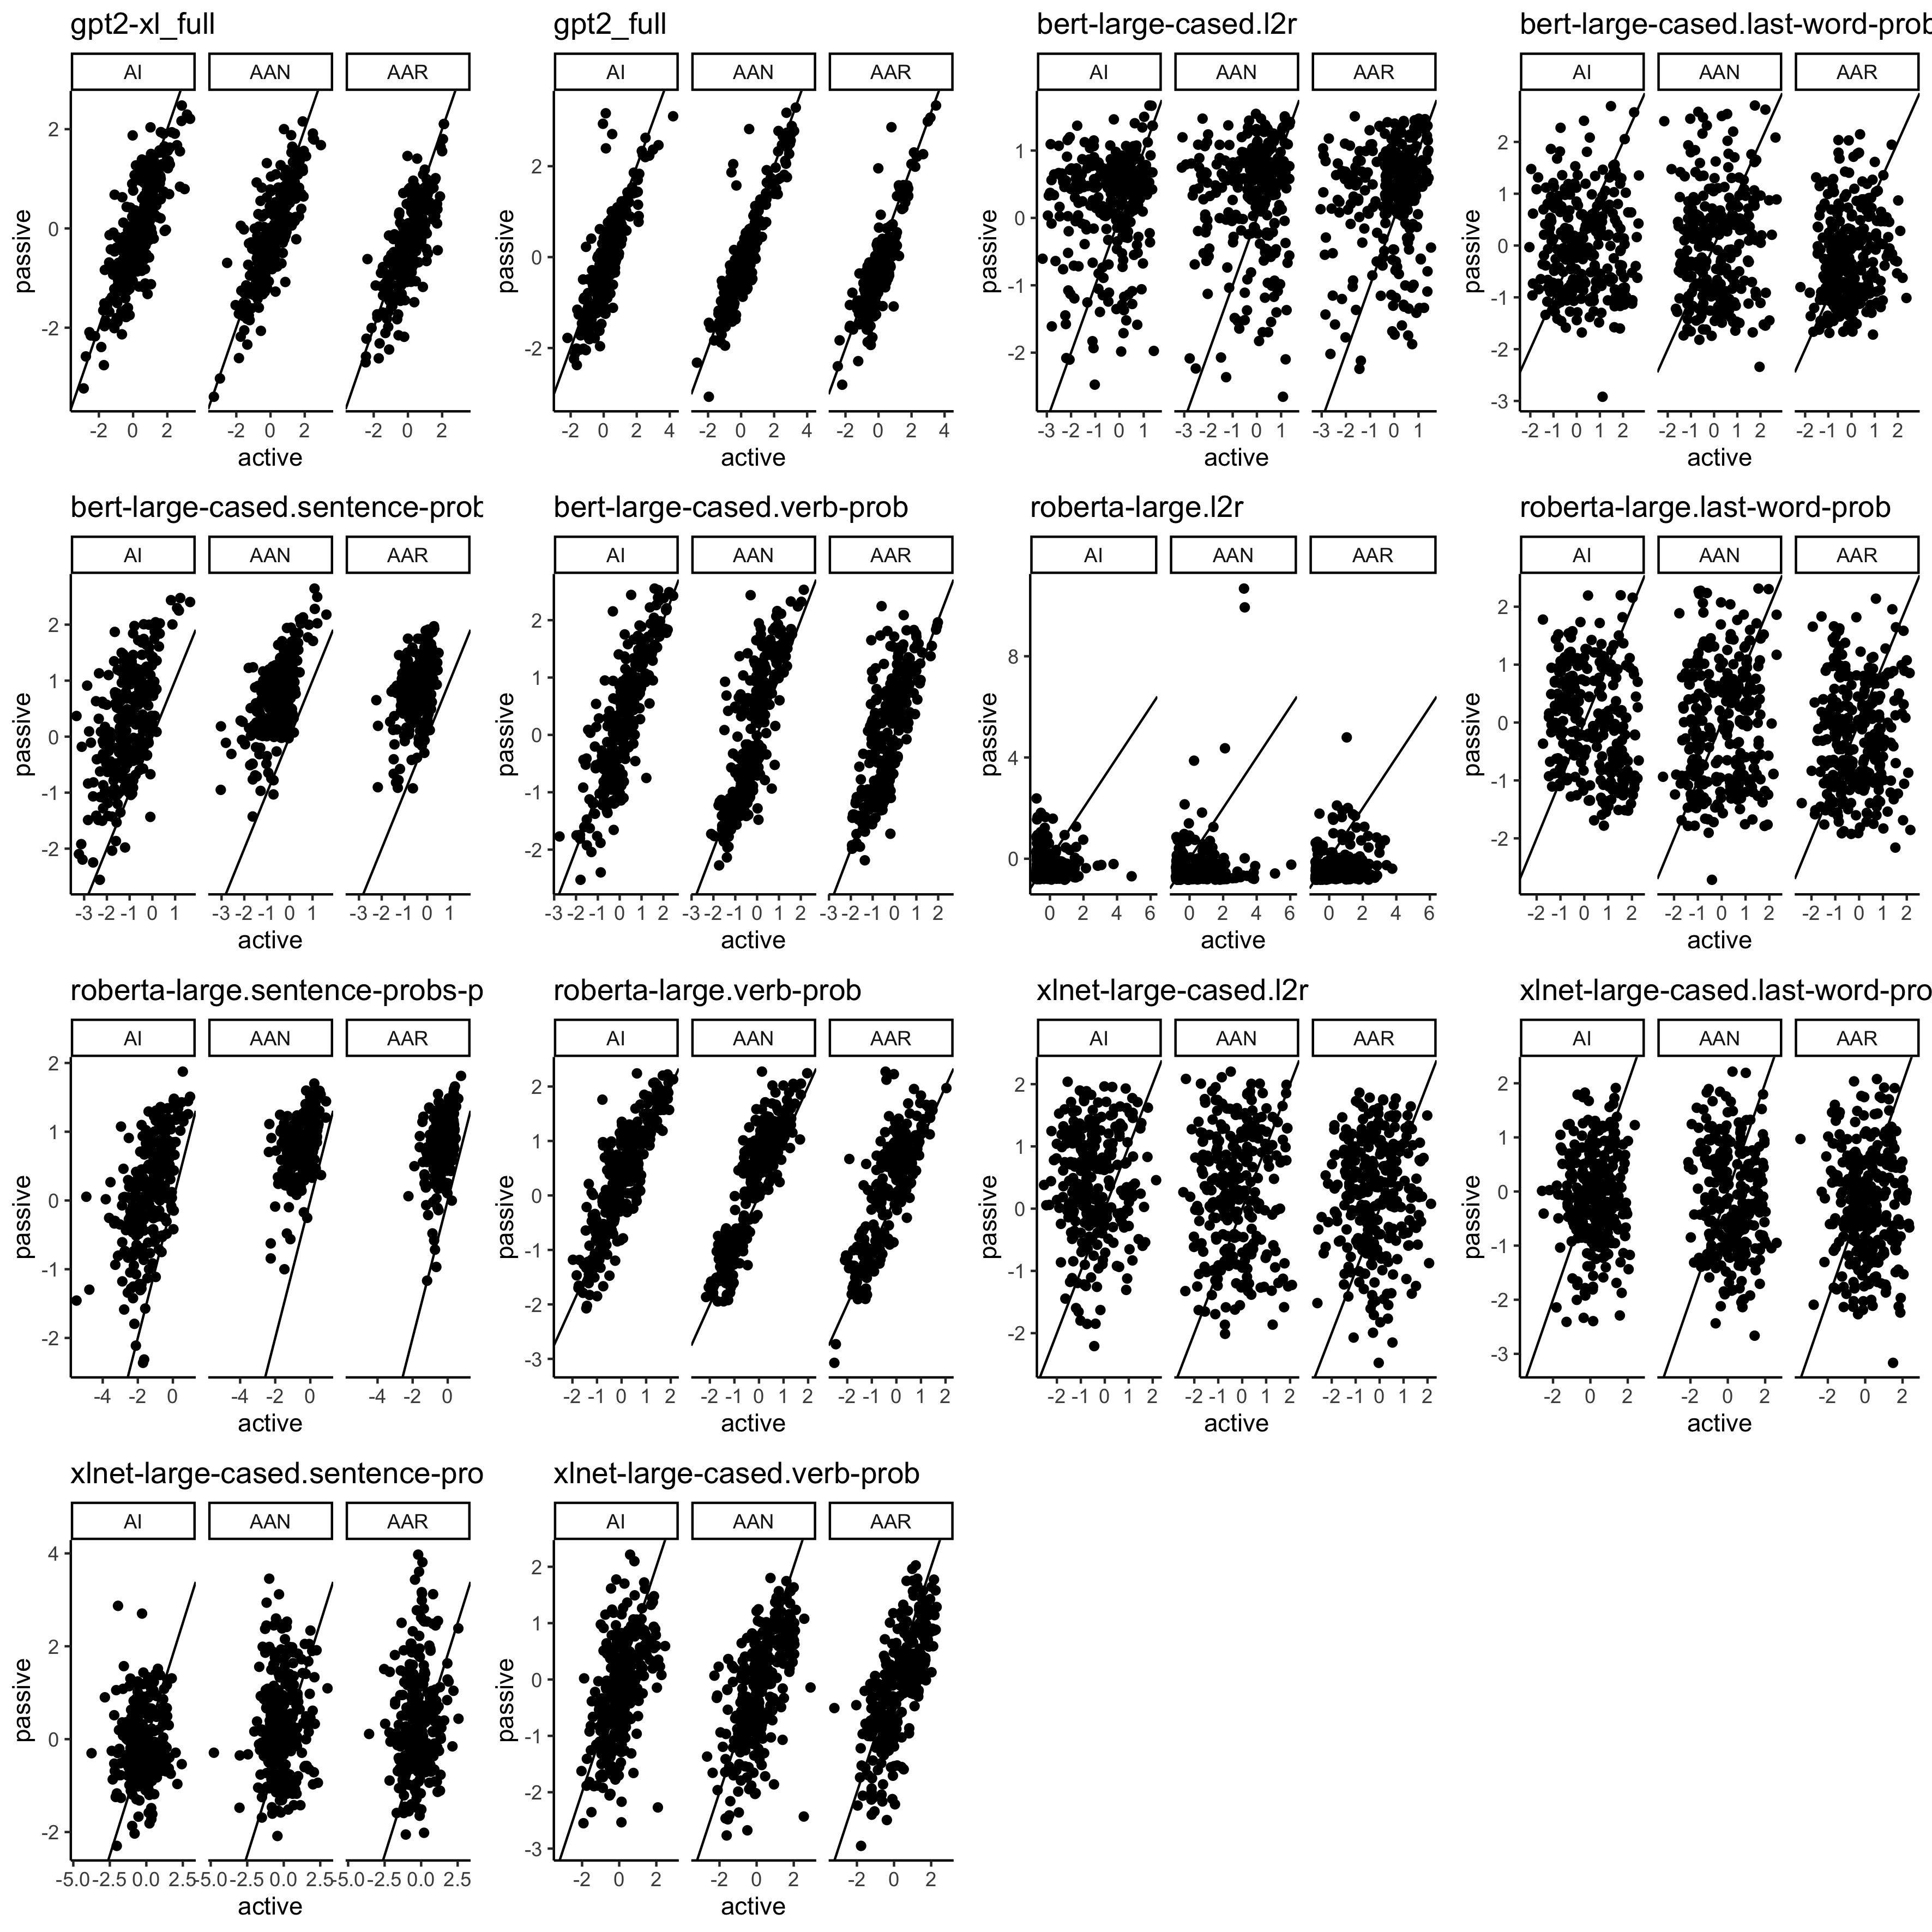 gpt2-xl_full
AI AAN AAR
2
0
-2
passive
-2 0 2 -2 0 2 -2 0 2
active
gpt2_full
AI AAN AAR
2
0
-2
passive
-2 0 2 4 -2 0 2 4 -2 0 2 4
active
bert-large-cased.l2r
AI AAN AAR
1
0
-1
-2
passive
-3 -2 -1 0 1 -3 -2 -1 0 1 -3 -2 -1 0 1
active
bert-large-cased.last-word-prob
AI AAN AAR
2
1
0
-1
-2
-3
passive
-2 -1 0 1 2 -2 -1 0 1 2 -2 -1 0 1 2
active
bert-large-cased.sentence-prob
AI AAN AAR
2
1
0
-1
-2
passive
-3 -2 -1 0 1 -3 -2 -1 0 1 -3 -2 -1 0 1
active
bert-large-cased.verb-prob
AI AAN AAR
2
1
0
-1
-2
passive
-3 -2 -1 0 1 2 -3 -2 -1 0 1 2 -3 -2 -1 0 1 2
active
roberta-large.l2r
AI AAN AAR
8
4
0
passive
0 2 4 6 0 2 4 6 0 2 4 6
active
roberta-large.last-word-prob
AI AAN AAR
2
1
0
-1
-2
passive
-2 -1 0 1 2 -2 -1 0 1 2 -2 -1 0 1 2
active
roberta-large.sentence-probs-p
AI AAN AAR
2
1
0
-1
-2
passive
-4 -2 0 -4 -2 0 -4 -2 0
active
roberta-large.verb-prob
AI AAN AAR
2
1
0
-1
-2
-3
passive
-2 -1 0 1 2 -2 -1 0 1 2 -2 -1 0 1 2
active
xlnet-large-cased.l2r
AI AAN AAR
2
1
0
-1
-2
passive
-2 -1 0 1 2 -2 -1 0 1 2 -2 -1 0 1 2
active
xlnet-large-cased.last-word-pro
AI AAN AAR
2
1
0
-1
-2
-3
passive
-2 0 2 -2 0 2 -2 0 2
active
xlnet-large-cased.sentence-pro
AI AAN AAR
4
2
0
-2
passive
-5.0 -2.5 0.0 2.5 -5.0 -2.5 0.0 2.5 -5.0 -2.5 0.0 2.5
active
xlnet-large-cased.verb-prob
AI AAN AAR
2
1
0
-1
-2
-3
passive
-2 0 2 -2 0 2 -2 0 2
active